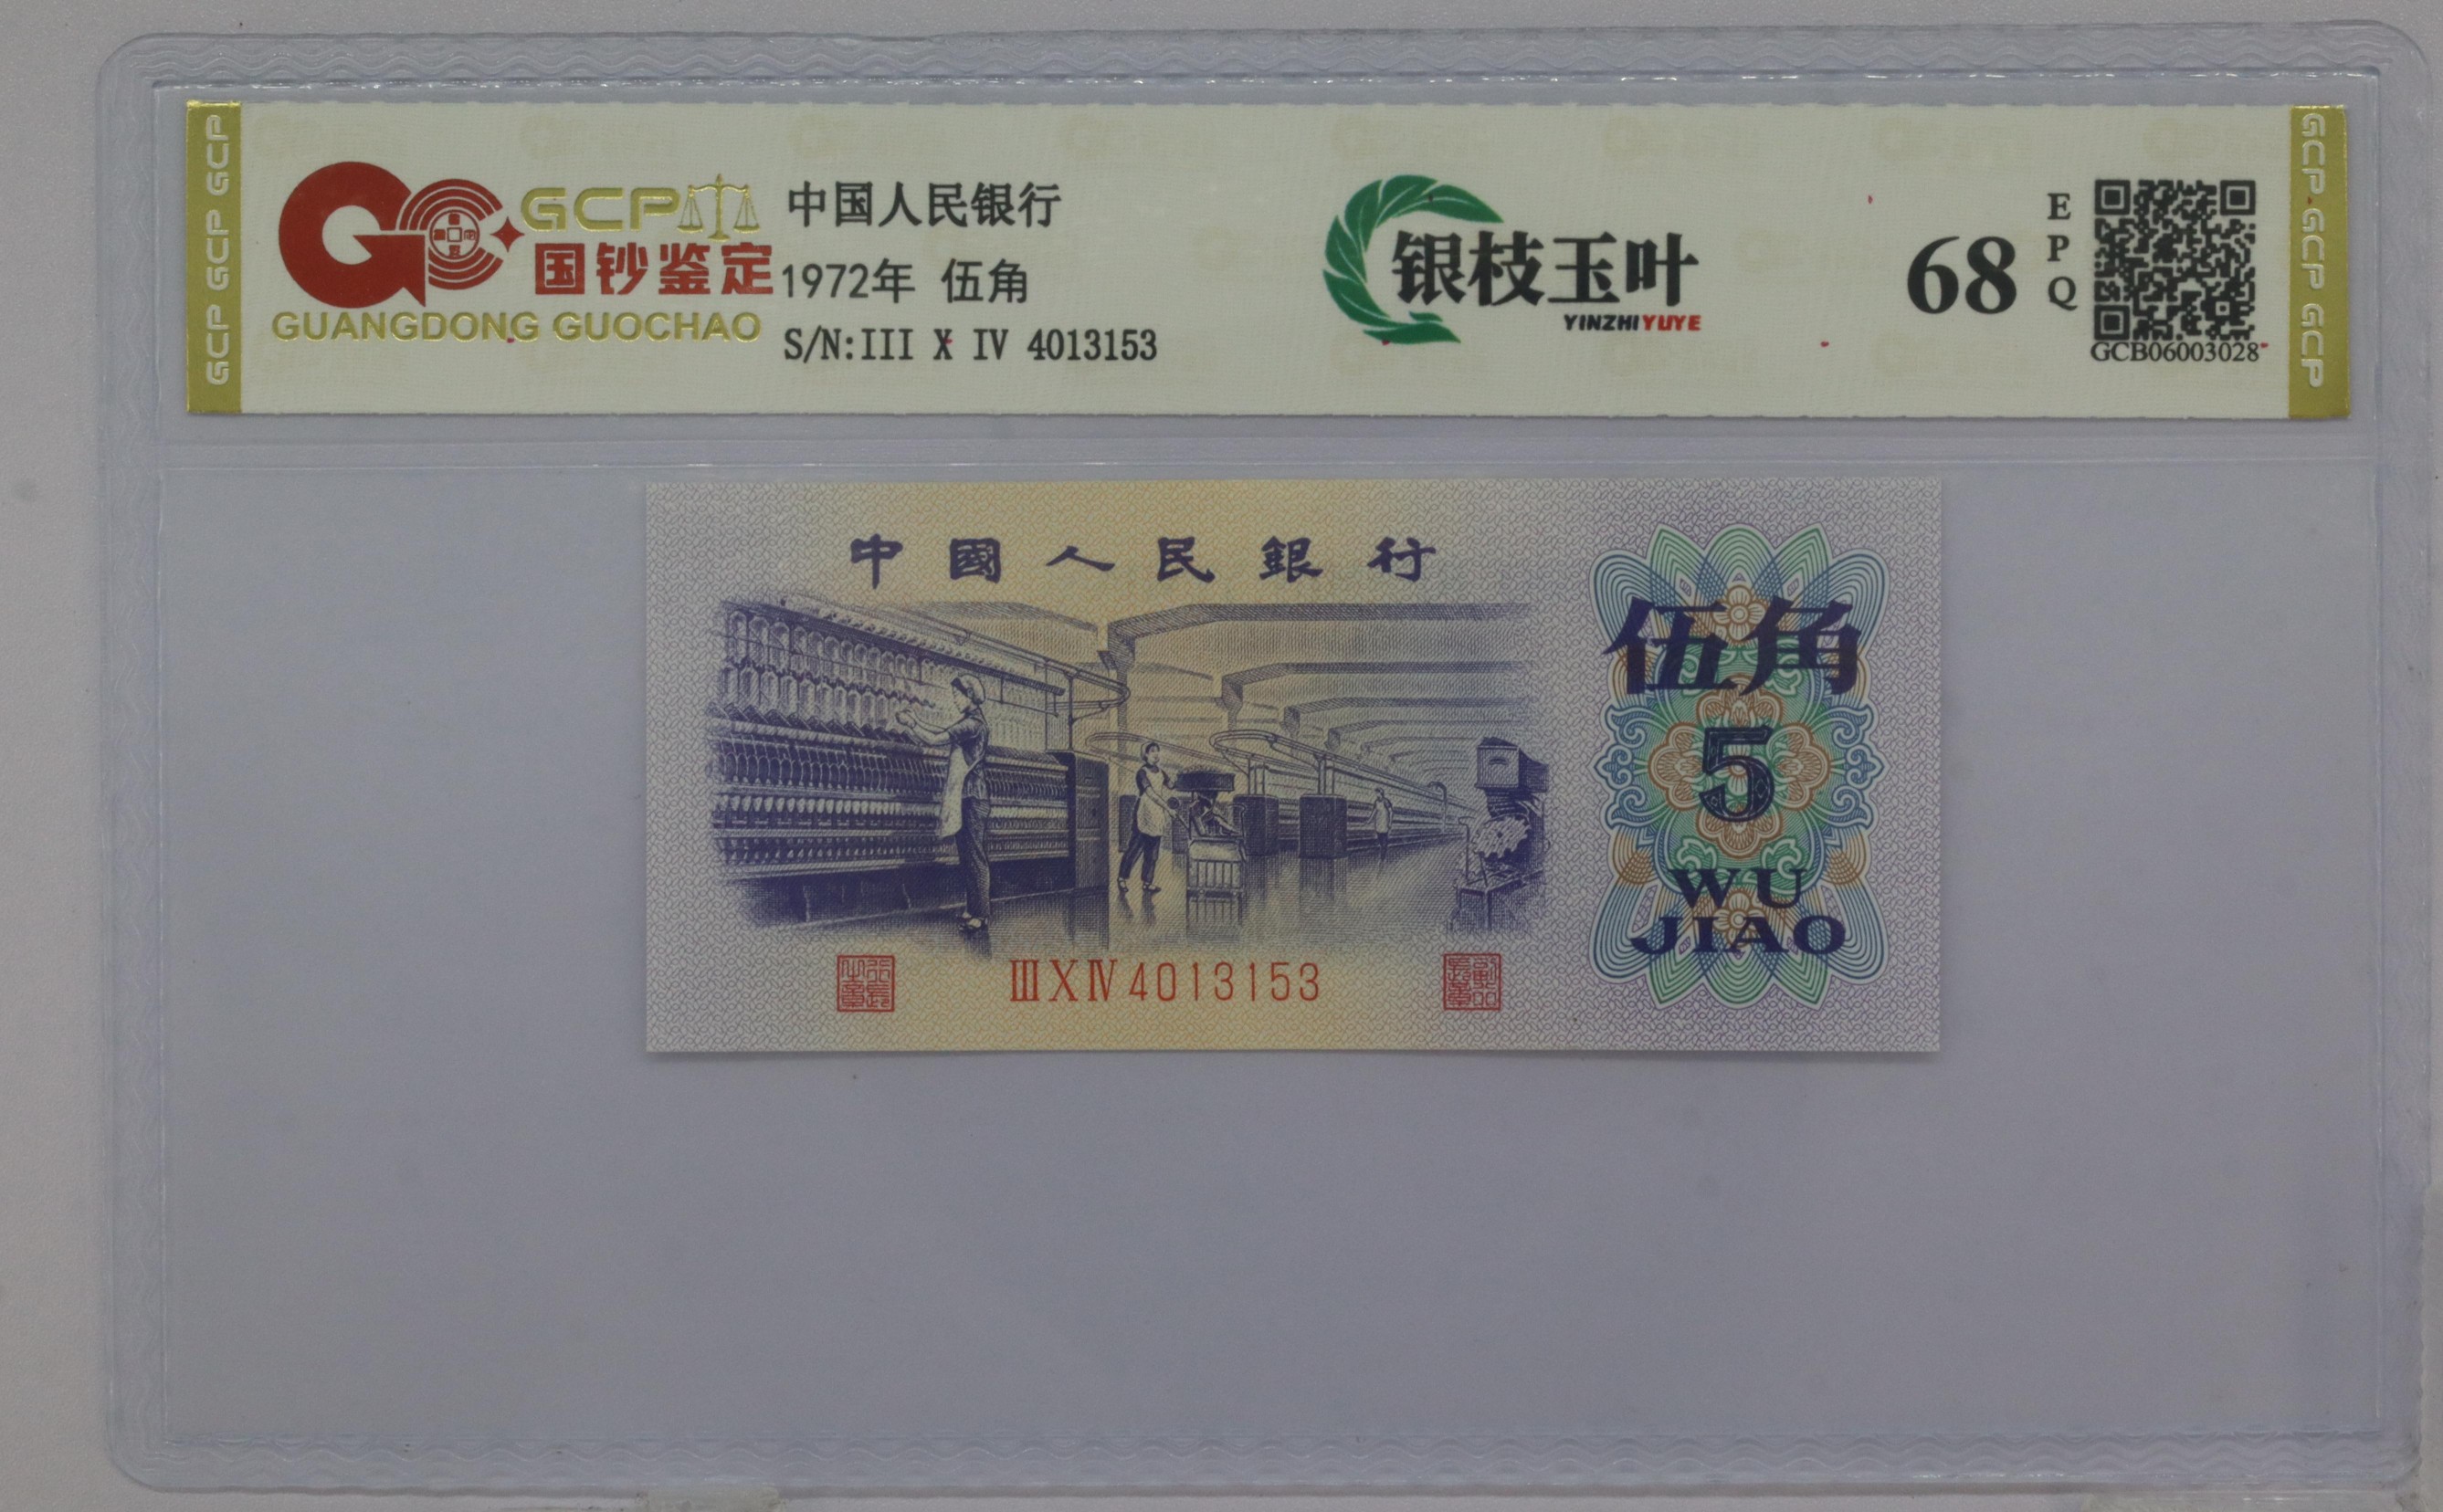 GCP GCP GCP
GCP
国钞鉴定
GUANGDONG GUOCHAO
中国人民银行
1972年 伍角
S/N:III X IV 4013153
银枝玉叶
YINZHIYUYE
68
EPQ
GCB06003028
GCP GCP GCP
中國人民銀行
伍角
5
WU
JIAO
ⅢⅩⅣ4013153